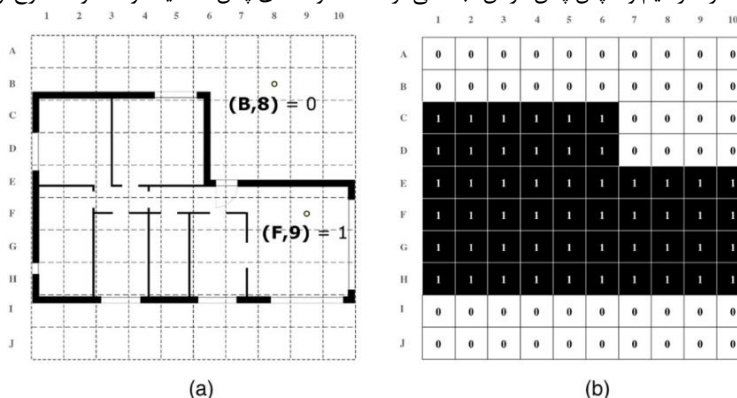 1 2 3 4 5 6 7 8 9 10
A
B
(B,8) = 0
C
D
E
F
(F,9) = 1
G
H
I
J
(a)
1 2 3 4 5 6 7 8 9 10
A 0 0 0 0 0 0 0 0 0 0
B 0 0 0 0 0 0 0 0 0 0
C 1 1 1 1 1 1 0 0 0 0
D 1 1 1 1 1 1 0 0 0 0
E 1 1 1 1 1 1 1 1 1 1
F 1 1 1 1 1 1 1 1 1 1
G 1 1 1 1 1 1 1 1 1 1
H 1 1 1 1 1 1 1 1 1 1
I 0 0 0 0 0 0 0 0 0 0
J 0 0 0 0 0 0 0 0 0 0
(b)